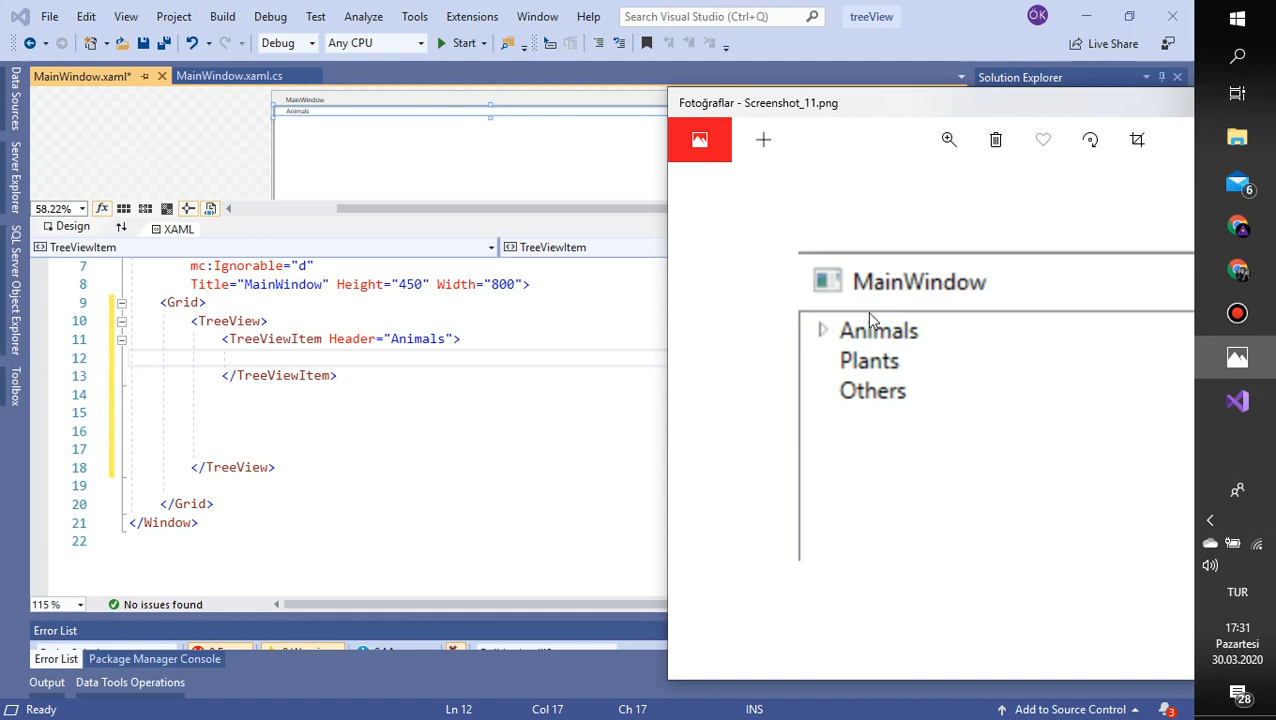 File Edit View Project Build Debug Test Analyze Tools Extensions Window Help Search Visual Studio (Ctrl+Q) treeView OK
Debug Any CPU Start Live Share
MainWindow.xaml* MainWindow.xaml.cs Solution Explorer
Data Sources
Server Explorer
SQL Server Object Explorer
Toolbox
MainWindow
Animals
58.22%
Design XAML
TreeViewItem TreeViewItem
7 mc:Ignorable="d"
8 Title="MainWindow" Height="450" Width="800">
9 <Grid>
10 <TreeView>
11 <TreeViewItem Header="Animals">
12
13 </TreeViewItem>
14
15
16
17
18 </TreeView>
19
20 </Grid>
21 </Window>
22
115 % No issues found
Error List
Error List Package Manager Console
Output Data Tools Operations
Ready Ln 12 Col 17 Ch 17 INS Add to Source Control 3
Fotoğraflar - Screenshot_11.png
MainWindow
Animals
Plants
Others
6
TUR
17:31
Pazartesi
30.03.2020
28